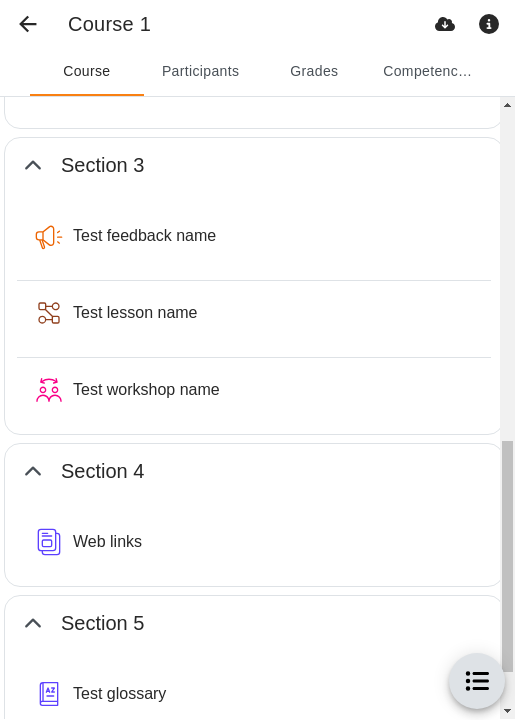 Course 1
Course
Participants
Grades
Competenc...
Section 3
Test feedback name
Test lesson name
Test workshop name
Section 4
Web links
Section 5
AZ
Test glossary